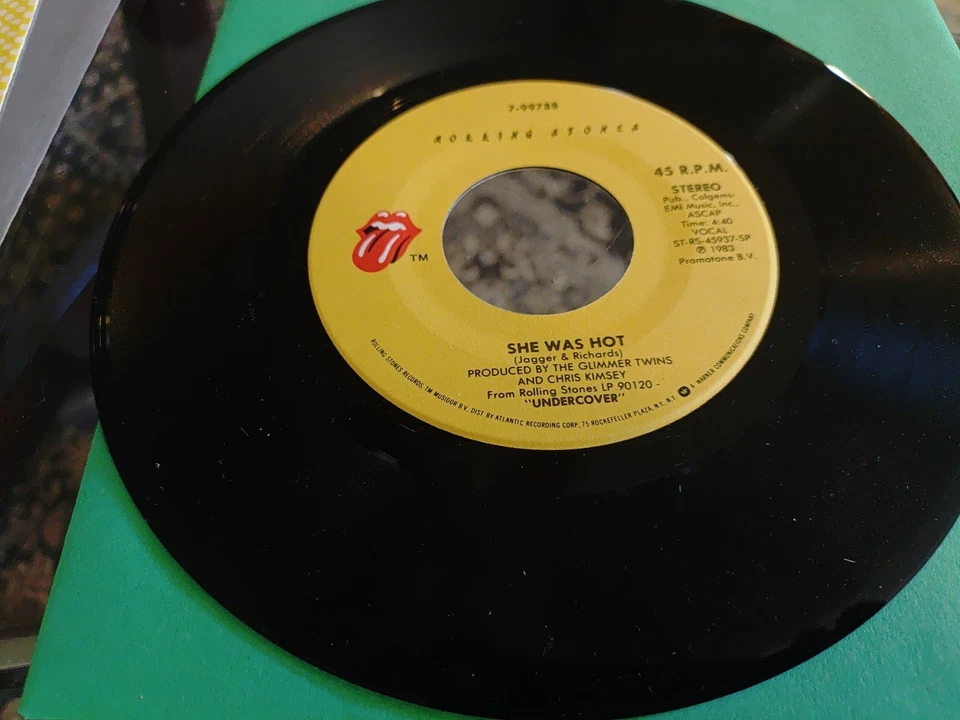 7-99788
ROLLING STONES
45 R.P.M.
STEREO
Pub., Colgems-
EMI Music, Inc.,
ASCAP
Time: 4:40
VOCAL
ST-RS-45937-SP
℗ 1983
Promotone B.V.
TM
SHE WAS HOT
(Jagger & Richards)
PRODUCED BY THE GLIMMER TWINS
AND CHRIS KIMSEY
From Rolling Stones LP 90120 -
"UNDERCOVER"
ROLLING STONES RECORDS, TM MUSIDOR B.V. DIST. BY ATLANTIC RECORDING CORP., 75 ROCKEFELLER PLAZA, N.Y., N.Y. A WARNER COMMUNICATIONS COMPANY